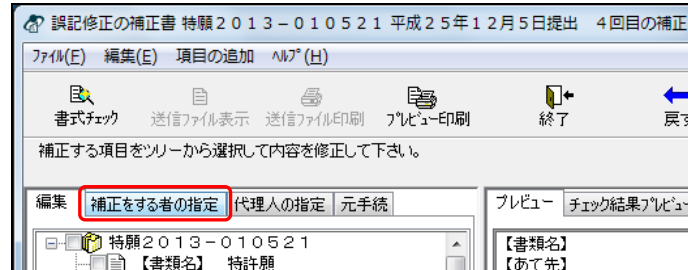 誤記修正の補正書 特願２０１３－０１０５２１ 平成２５年１２月５日提出　４回目の補正
ﾌｧｲﾙ(F)　編集(E)　項目の追加　ﾍﾙﾌﾟ(H)
書式ﾁｪｯｸ　送信ﾌｧｲﾙ表示　送信ﾌｧｲﾙ印刷　ﾌﾟﾚﾋﾞｭｰ印刷　終了　戻す
補正する項目をツリーから選択して内容を修正して下さい。
編集　補正をする者の指定　代理人の指定　元手続　プレビュー　チェック結果ﾌﾟﾚﾋﾞｭｰ
特願２０１３－０１０５２１　【書類名】
【書類名】　特許願　【あて先】